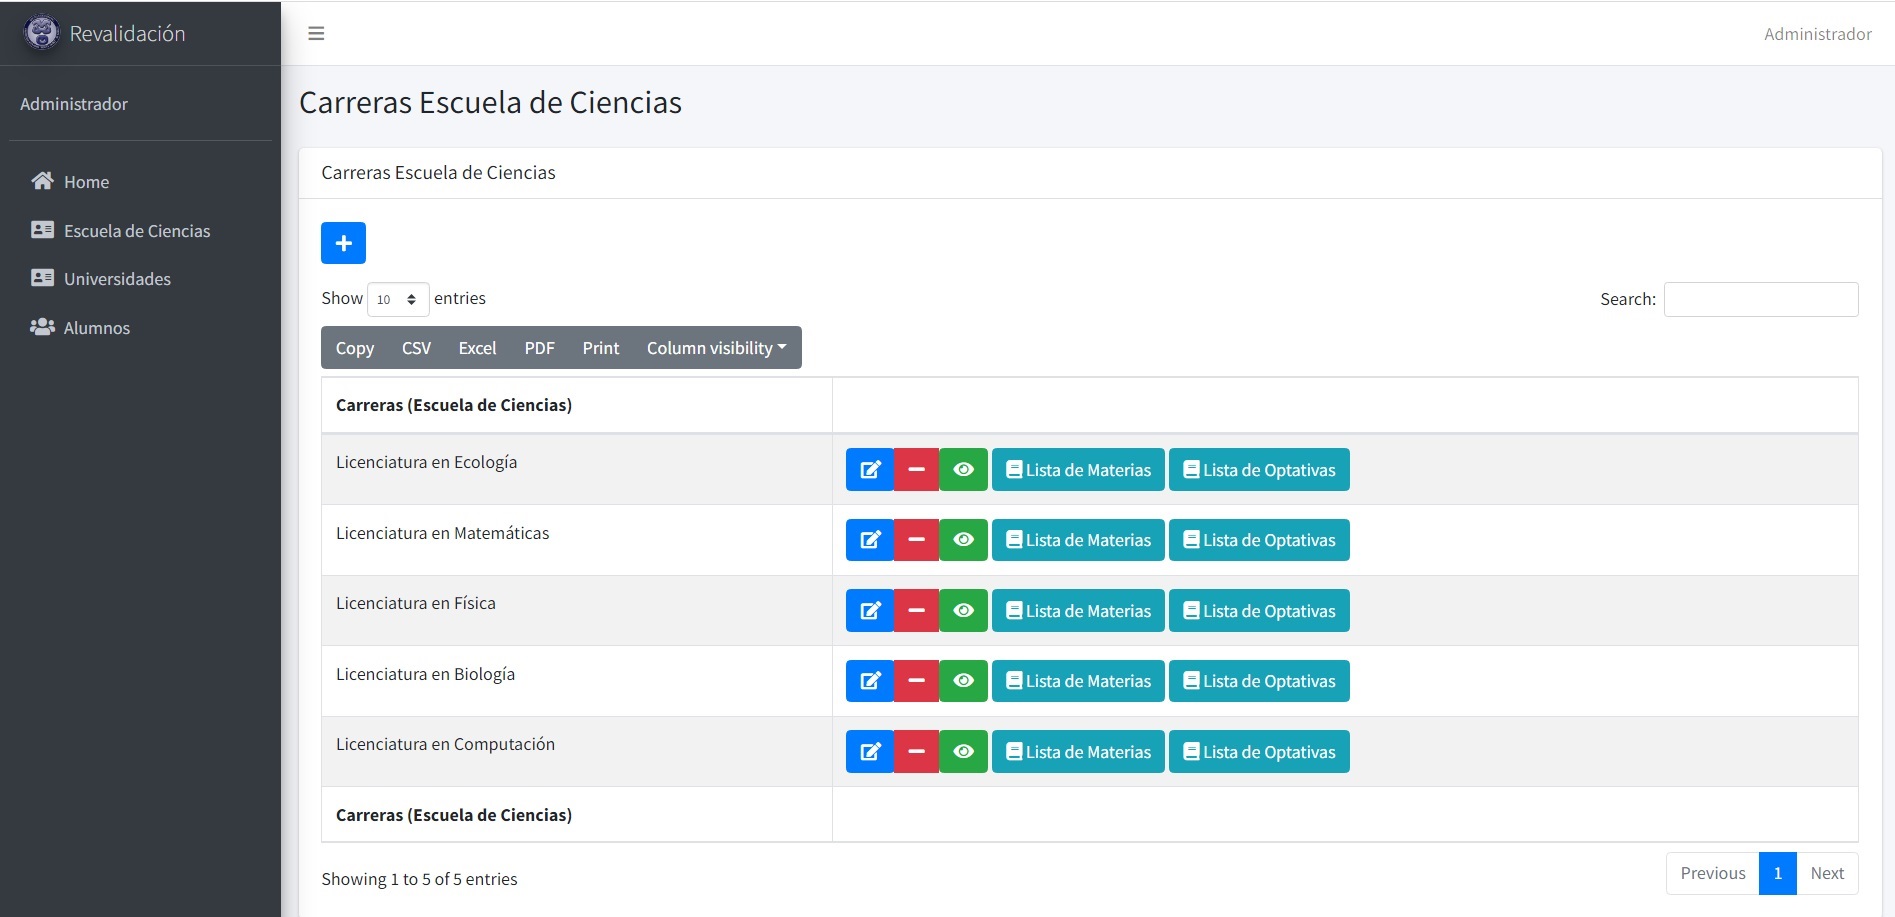 Revalidación
Administrador
Administrador
Home
Escuela de Ciencias
Universidades
Alumnos
Carreras Escuela de Ciencias
Carreras Escuela de Ciencias
Show 10 entries
Search:
Copy CSV Excel PDF Print Column visibility
Carreras (Escuela de Ciencias)
Licenciatura en Ecología Lista de Materias Lista de Optativas
Licenciatura en Matemáticas Lista de Materias Lista de Optativas
Licenciatura en Física Lista de Materias Lista de Optativas
Licenciatura en Biología Lista de Materias Lista de Optativas
Licenciatura en Computación Lista de Materias Lista de Optativas
Carreras (Escuela de Ciencias)
Showing 1 to 5 of 5 entries
Previous 1 Next